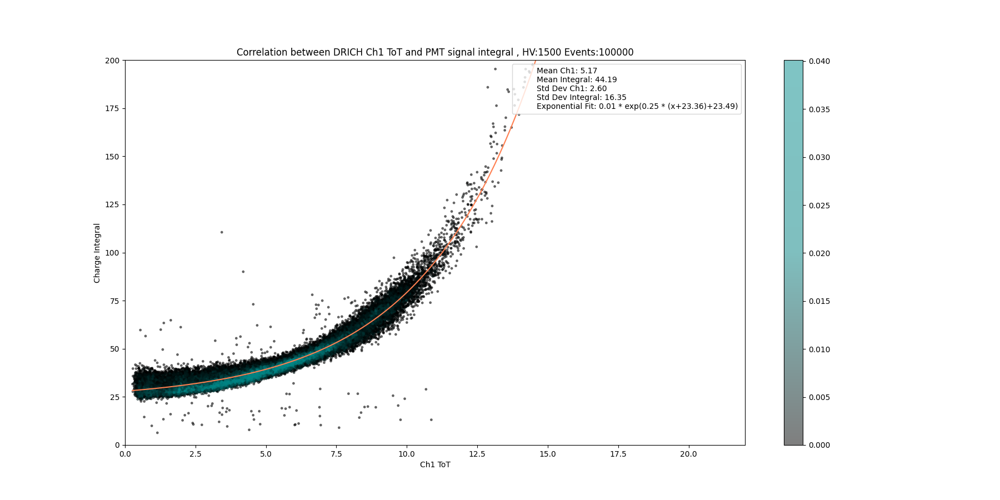 Correlation between DRICH Ch1 ToT and PMT signal integral , HV:1500 Events:100000
Mean Ch1: 5.17
Mean Integral: 44.19
Std Dev Ch1: 2.60
Std Dev Integral: 16.35
Exponential Fit: 0.01 * exp(0.25 * (x+23.36)+23.49)
Charge Integral
200
175
150
125
100
75
50
25
0
0.0 2.5 5.0 7.5 10.0 12.5 15.0 17.5 20.0
Ch1 ToT
0.040
0.035
0.030
0.025
0.020
0.015
0.010
0.005
0.000